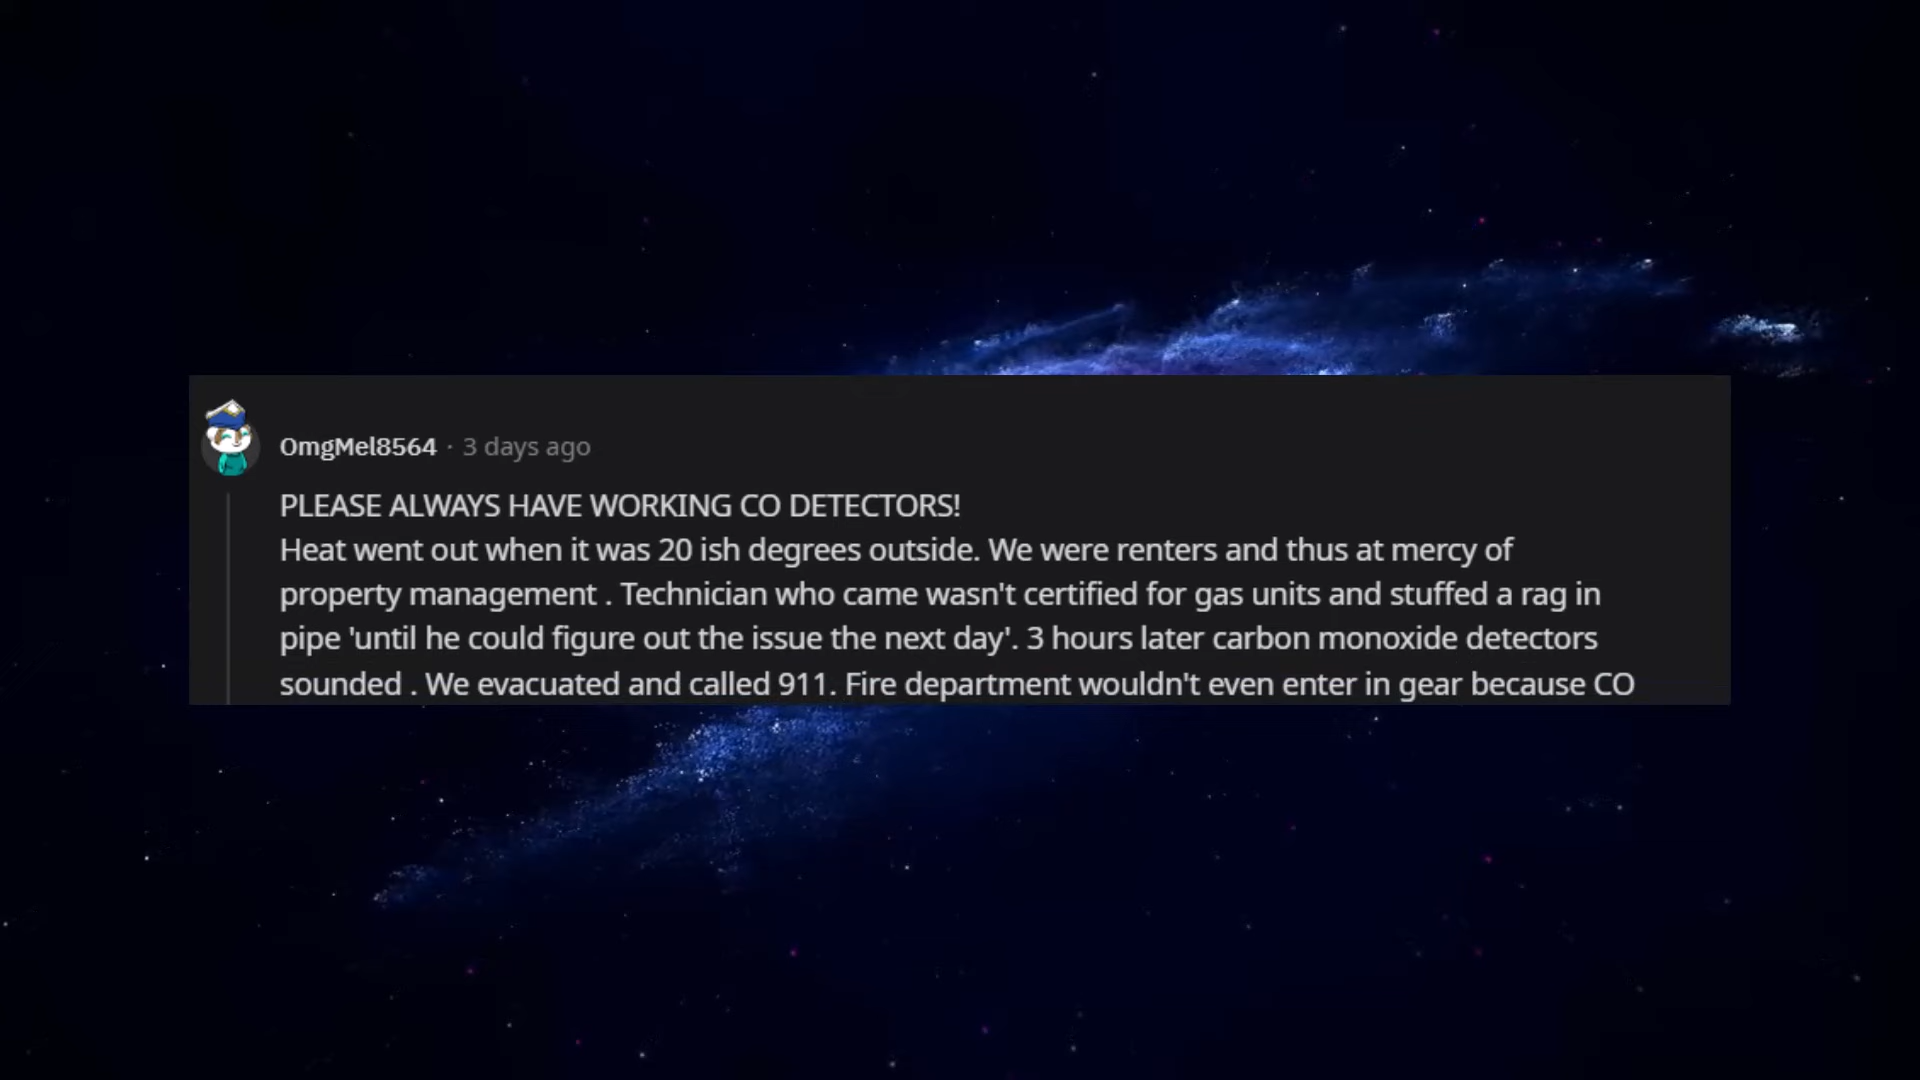 OmgMel8564 · 3 days ago
PLEASE ALWAYS HAVE WORKING CO DETECTORS!
Heat went out when it was 20 ish degrees outside. We were renters and thus at mercy of
property management . Technician who came wasn't certified for gas units and stuffed a rag in
pipe 'until he could figure out the issue the next day'. 3 hours later carbon monoxide detectors
sounded . We evacuated and called 911. Fire department wouldn't even enter in gear because CO